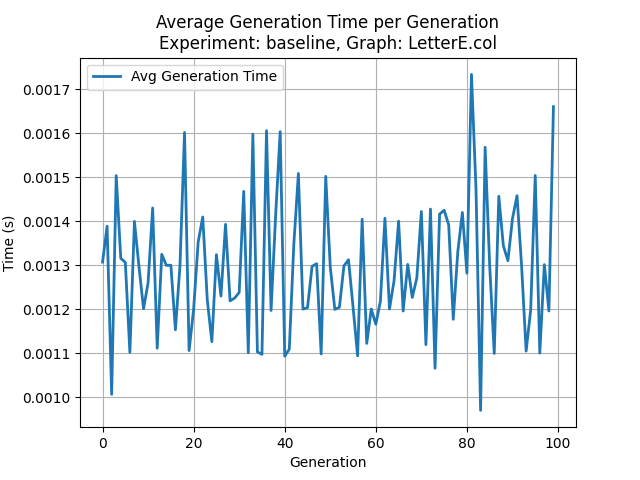 Average Generation Time per Generation
Experiment: baseline, Graph: LetterE.col
Avg Generation Time
0.0017
0.0016
0.0015
0.0014
0.0013
0.0012
0.0011
0.0010
Time (s)
0 20 40 60 80 100
Generation